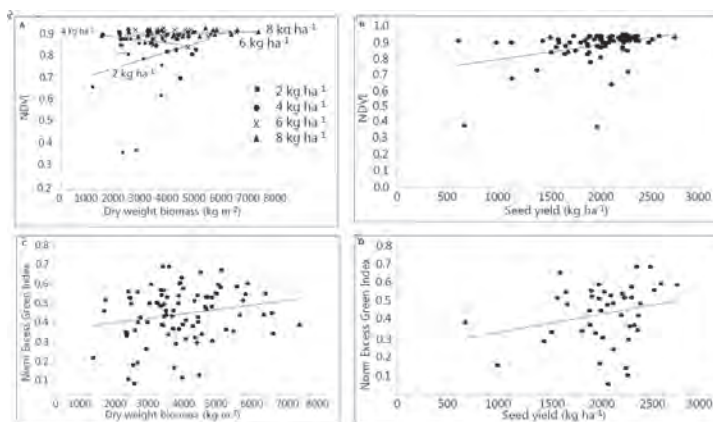 A
NDVI
0.9
0.8
0.7
0.6
0.5
0.4
0.3
0.2
4 kg ha-1
8 kg ha-1
6 kg ha-1
2 kg ha-1
2 kg ha-1
4 kg ha-1
6 kg ha-1
8 kg ha-1
0 1000 2000 3000 4000 5000 6000 7000 8000
Dry weight biomass (kg m-2)
B
NDVI
1.0
0.9
0.8
0.7
0.6
0.5
0.4
0.3
0.2
0.1
0.0
0 500 1000 1500 2000 2500 3000
Seed yield (kg ha-1)
C
Norm Excess Green Index
0.8
0.7
0.6
0.5
0.4
0.3
0.2
0.1
0 1000 2000 3000 4000 5000 6000 7000 8000
Dry weight biomass (kg m-2)
D
Norm Excess Green Index
0.8
0.7
0.6
0.5
0.4
0.3
0.2
0.1
0 500 1000 1500 2000 2500 3000
Seed yield (kg ha-1)